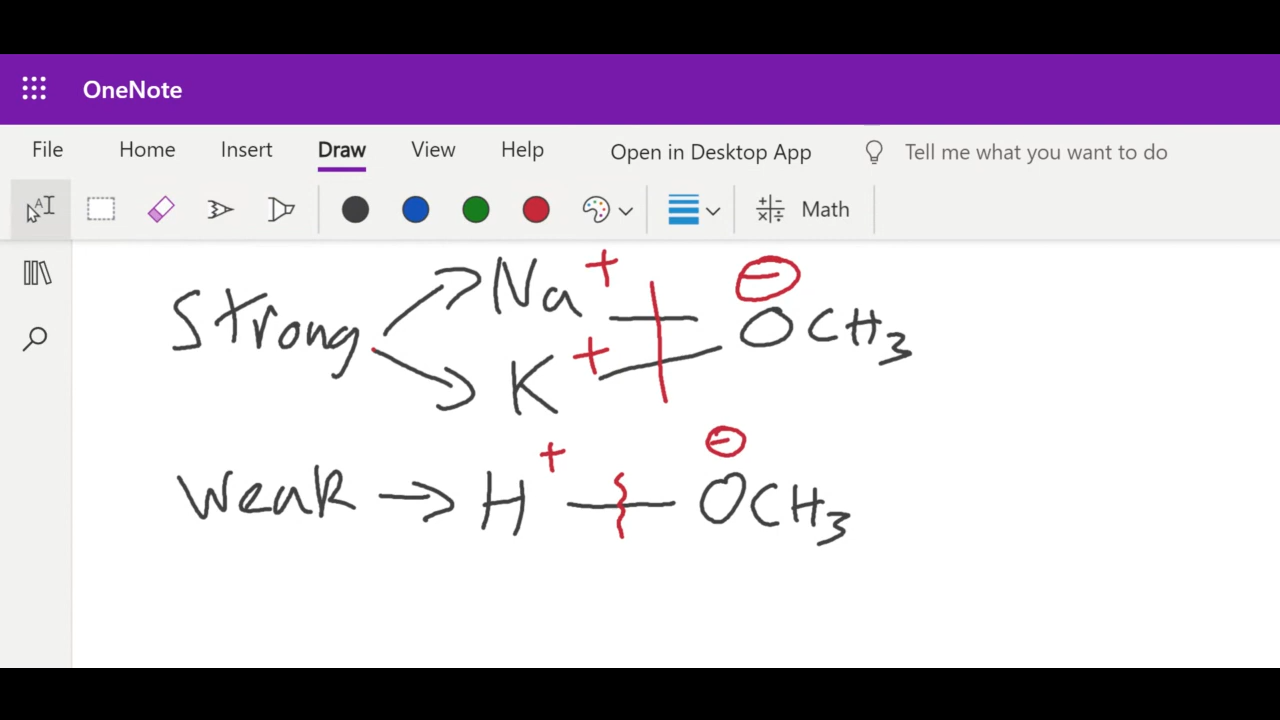 OneNote
File Home Insert Draw View Help Open in Desktop App Tell me what you want to do
Math
Strong → Na+ — ⊖OCH3
→ K+ —
Weak → H+ — ⊖OCH3